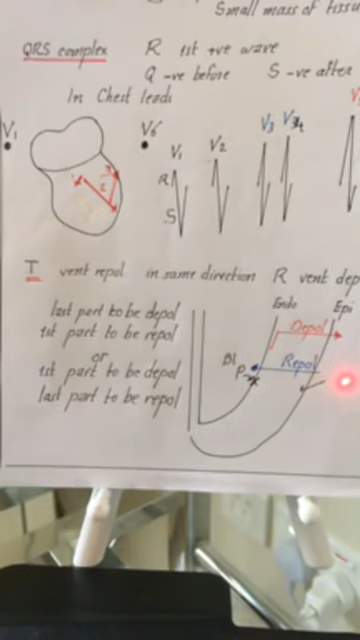 Small mass of tissu
QRS complex R 1st +ve wave
Q -ve before S -ve after
In Chest leads
V1 V6 V1 V2 V3 V3
R
S
T vent repol in same direction R vent dep
last part to be depol
1st part to be repol
or
1st part to be depol
last part to be repol
Endo Epi
Depol
Bl
P
Repol